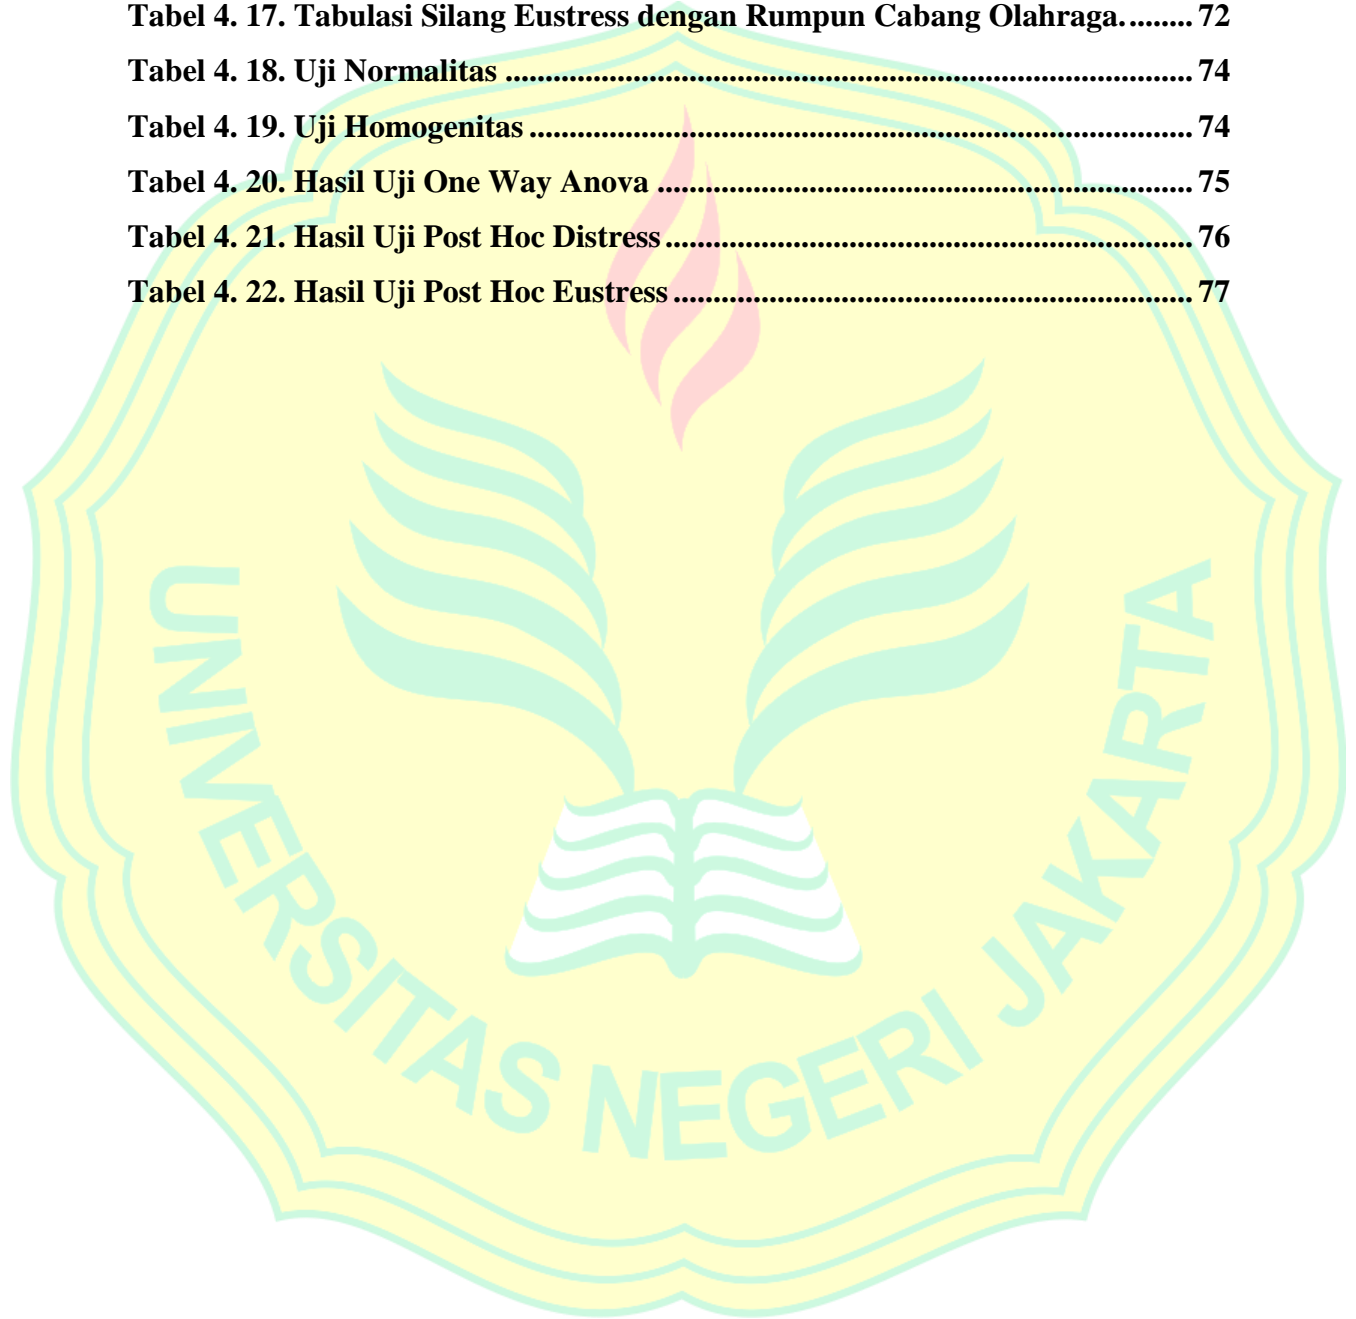 Tabel 4. 17. Tabulasi Silang Eustress dengan Rumpun Cabang Olahraga. ........ 72
Tabel 4. 18. Uji Normalitas ...................................................................................... 74
Tabel 4. 19. Uji Homogenitas ................................................................................... 74
Tabel 4. 20. Hasil Uji One Way Anova ................................................................... 75
Tabel 4. 21. Hasil Uji Post Hoc Distress .................................................................. 76
Tabel 4. 22. Hasil Uji Post Hoc Eustress ................................................................. 77
UNIVERSITAS NEGERI JAKARTA